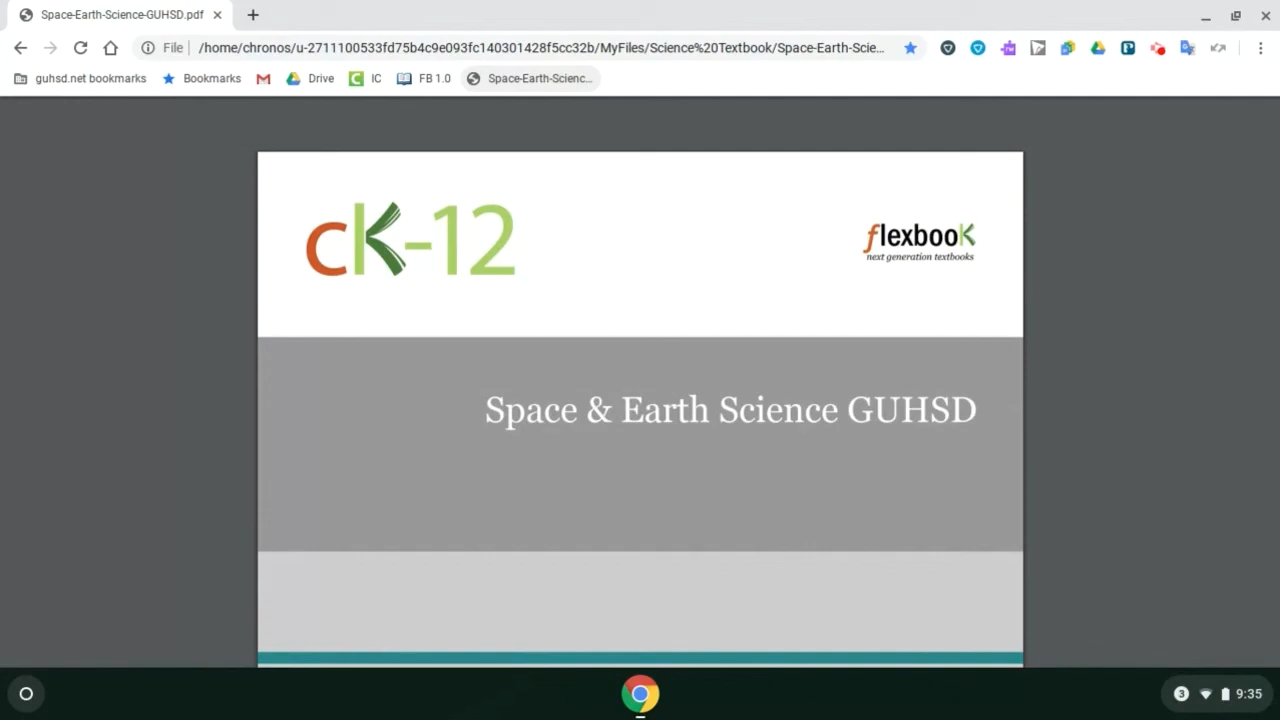 Space-Earth-Science-GUHSD.pdf
File
/home/chronos/u-2711100533fd75b4c9e093fc140301428f5cc32b/MyFiles/Science%20Textbook/Space-Earth-Scie...
guhsd.net bookmarks
Bookmarks
Drive
IC
FB 1.0
Space-Earth-Scienc...
cK-12
flexbook
next generation textbooks
Space & Earth Science GUHSD
3
9:35